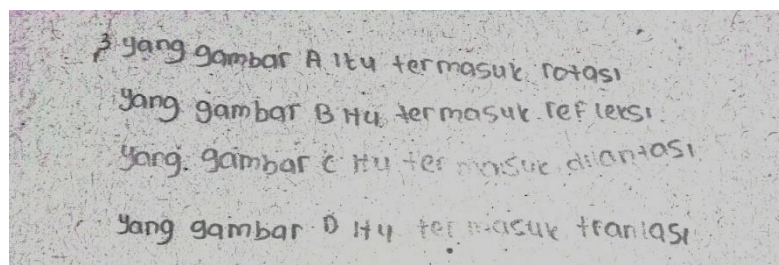 3 yang gambar A itu termasuk rotasi
yang gambar B itu termasuk refleksi.
yang. gambar c itu termasuk dilantasi
yang gambar D itu termasuk tranlasi